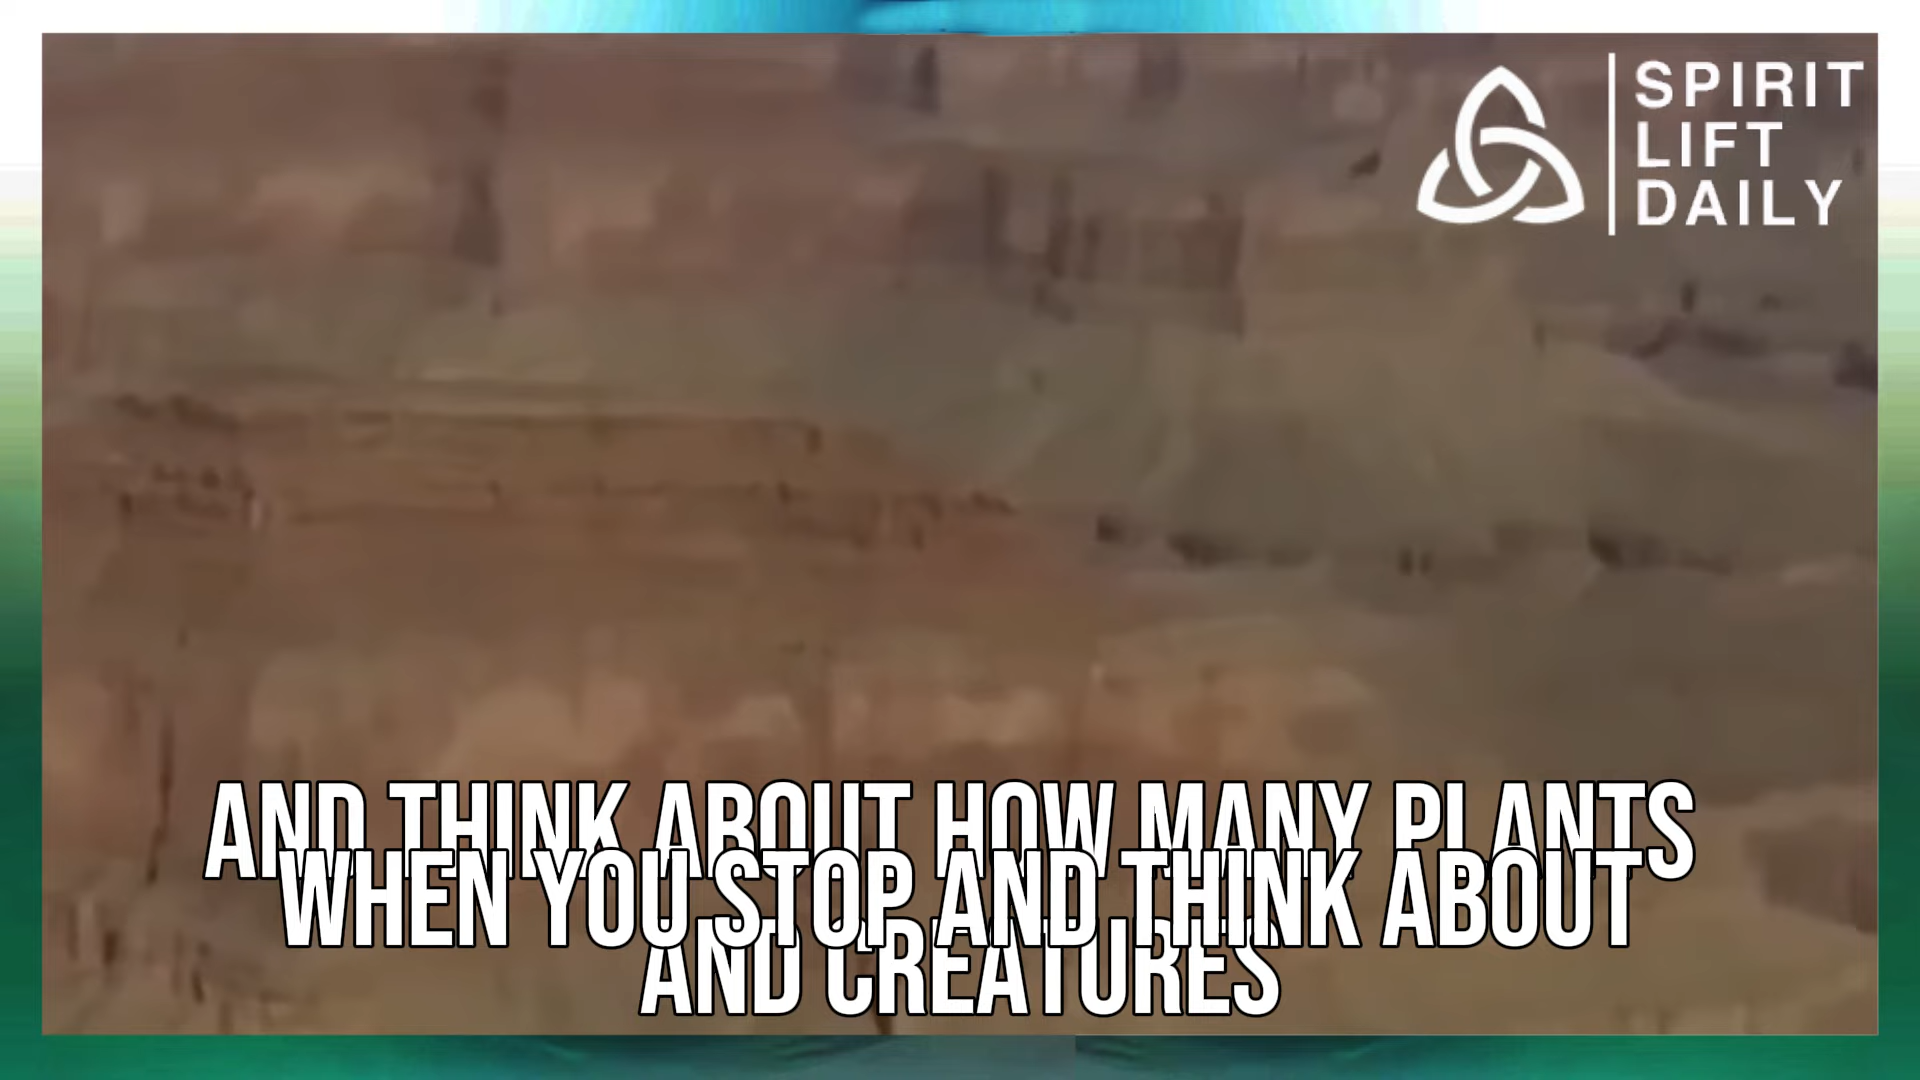 SPIRIT
LIFT
DAILY
AND THINK ABOUT HOW MANY PLANTS
WHEN YOU STOP AND THINK ABOUT
AND CREATURES